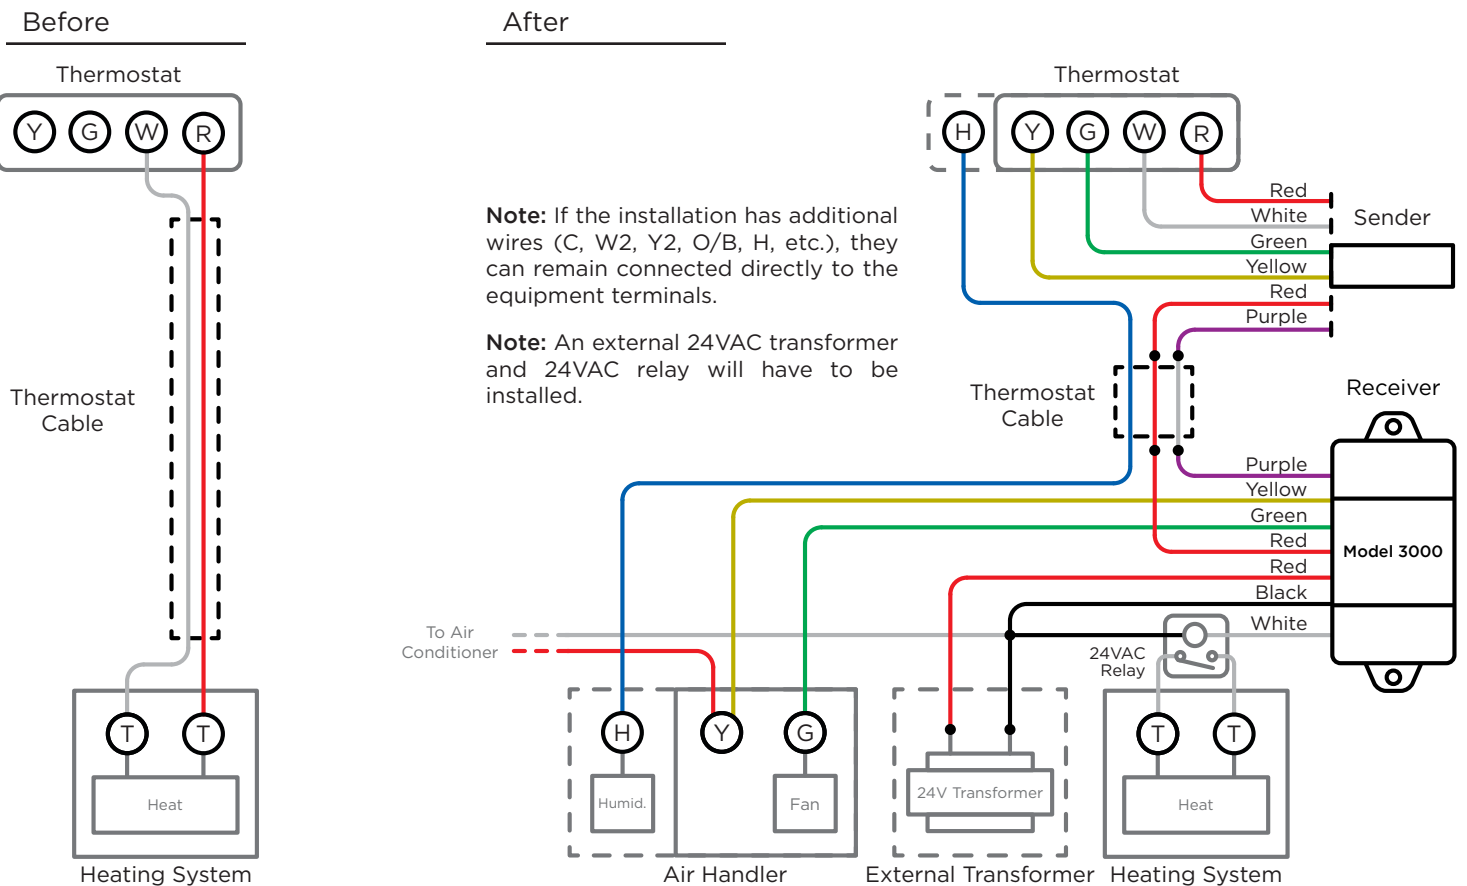 Before
Thermostat
Y G W R
Thermostat
Cable
T T
Heat
Heating System
After
Thermostat
H Y G W R
Note: If the installation has additional
wires (C, W2, Y2, O/B, H, etc.), they
can remain connected directly to the
equipment terminals.
Note: An external 24VAC transformer
and 24VAC relay will have to be
installed.
Red
White
Green
Yellow
Red
Purple
Sender
Thermostat
Cable
Receiver
Purple
Yellow
Green
Red
Red
Black
White
Model 3000
To Air
Conditioner
24VAC
Relay
H Y G
Humid.
Fan
Air Handler
24V Transformer
External Transformer
T T
Heat
Heating System